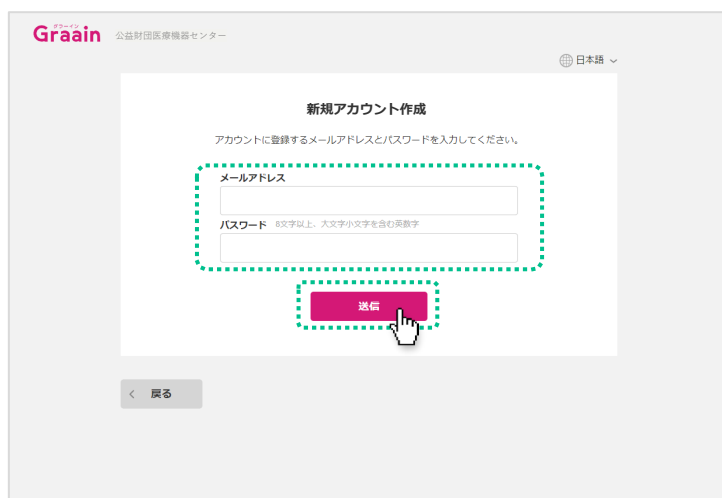 グラーイン
Graain 公益財団医療機器センター
日本語
新規アカウント作成
アカウントに登録するメールアドレスとパスワードを入力してください。
メールアドレス
パスワード 8文字以上、大文字小文字を含む英数字
送信
戻る